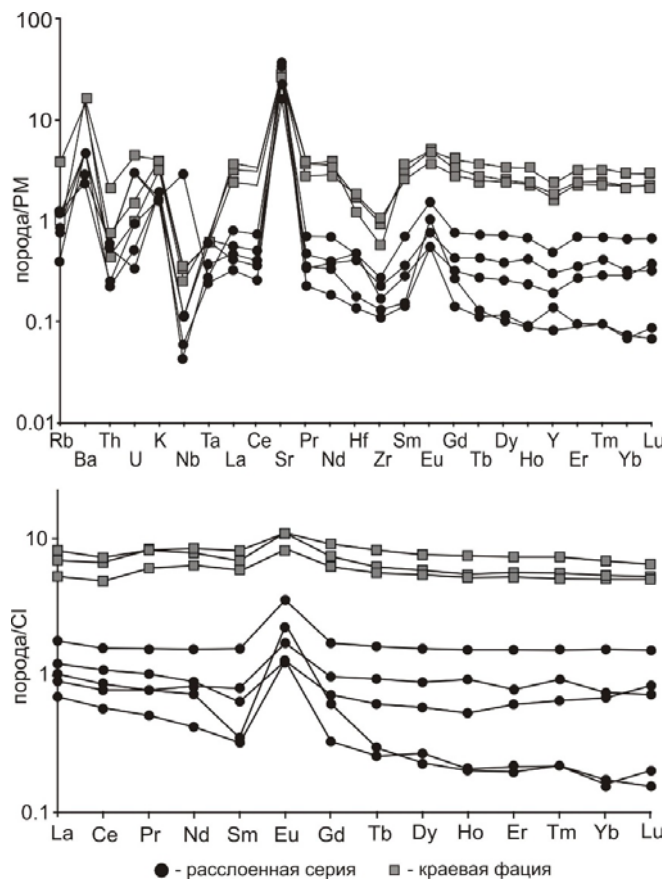 100
10
1
0.1
0.01
порода/PM
Rb Th K Ta Ce Pr Hf Sm Gd Dy Y Tm Lu
Ba U Nb La Sr Nd Zr Eu Tb Ho Er Yb
10
1
0.1
порода/CI
La Ce Pr Nd Sm Eu Gd Tb Dy Ho Er Tm Yb Lu
- расслоенная серия - краевая фация